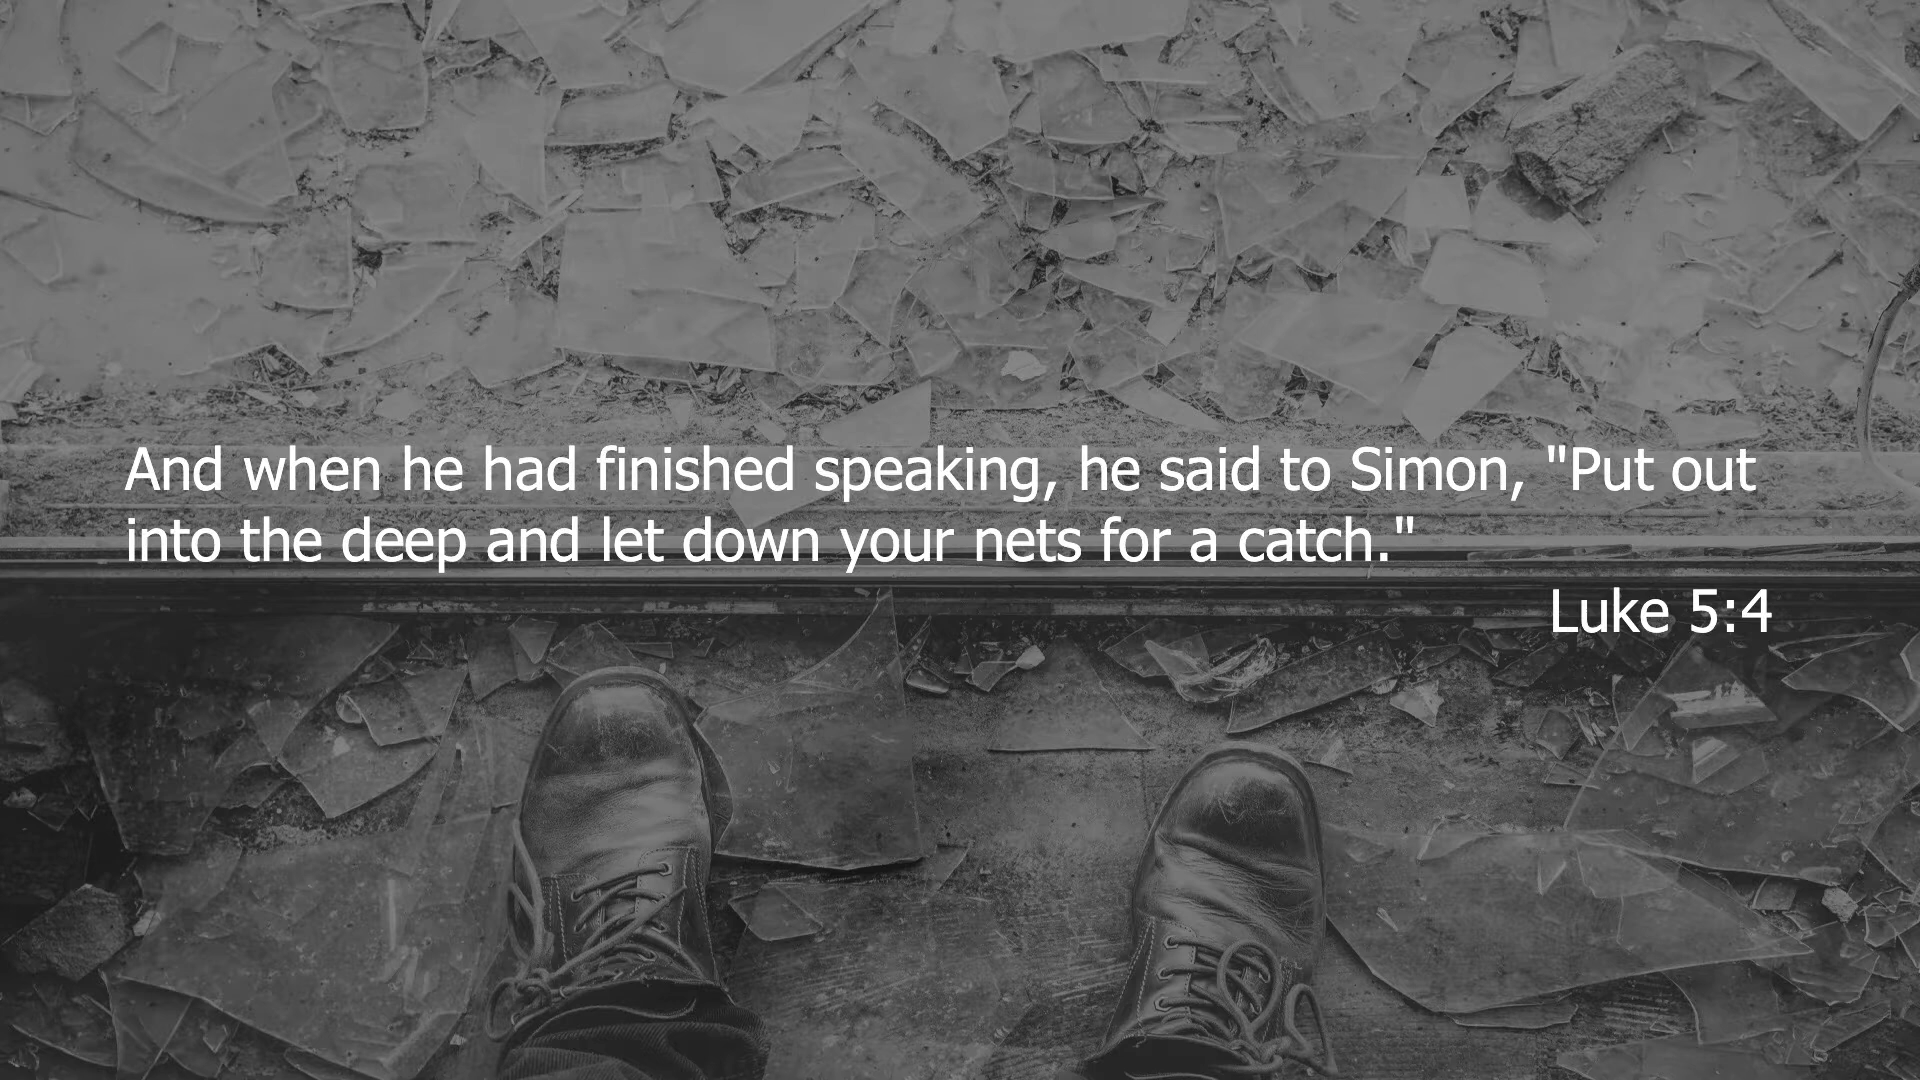 And when he had finished speaking, he said to Simon, "Put out
into the deep and let down your nets for a catch."
Luke 5:4